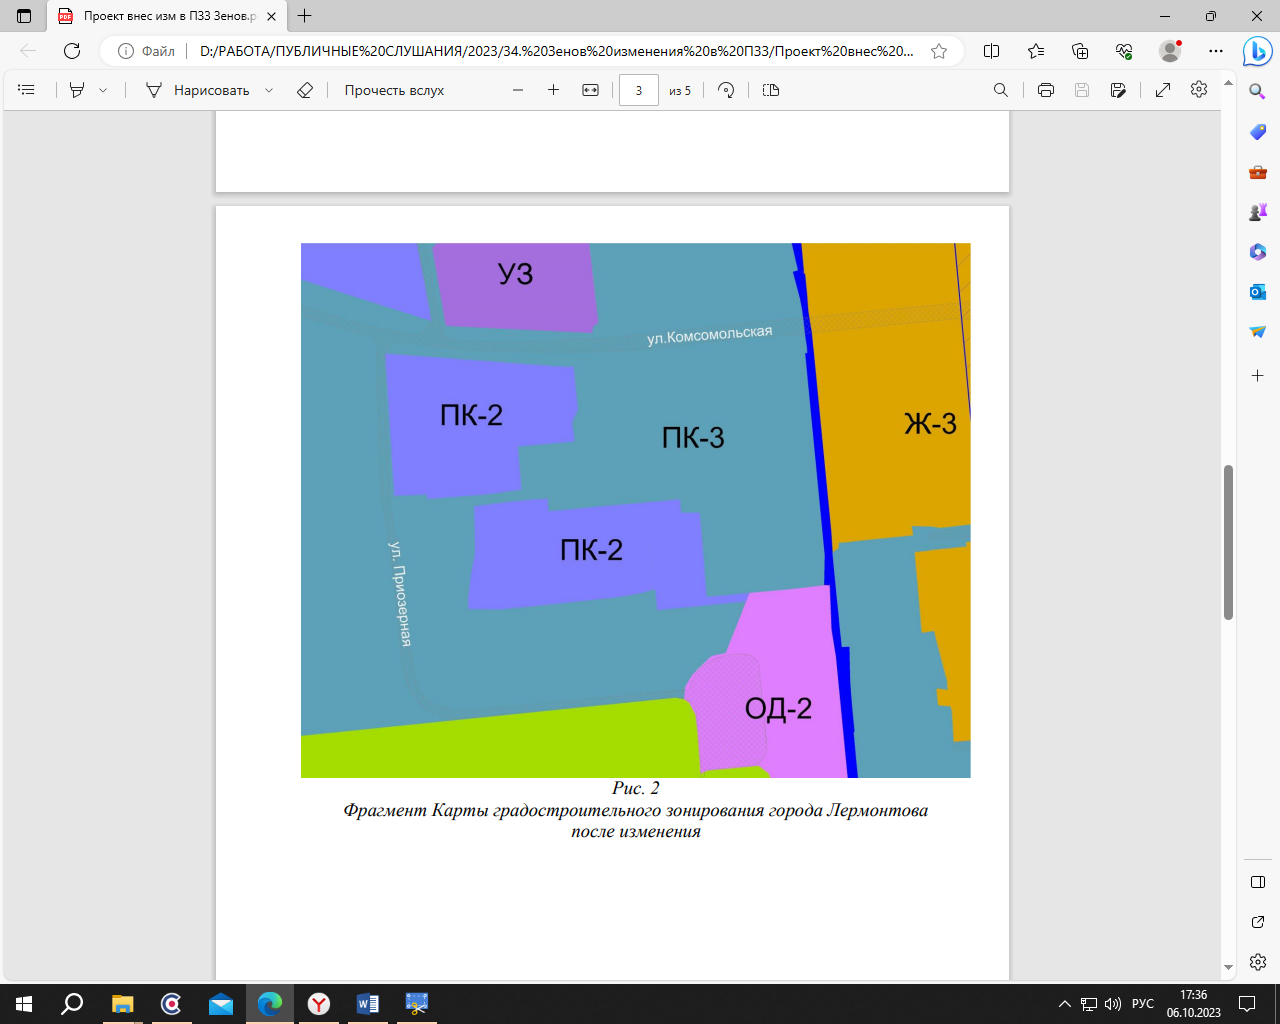 Проект внес изм в ПЗЗ Зенов.p
Файл
D:/РАБОТА/ПУБЛИЧНЫЕ%20СЛУШАНИЯ/2023/34.%20Зенов%20изменения%20в%20ПЗЗ/Проект%20внес%20...
Нарисовать
Прочесть вслух
3
из 5
УЗ
ул.Комсомольская
ПК-2
ПК-3
Ж-3
ПК-2
ул. Приозерная
ОД-2
Рис. 2
Фрагмент Карты градостроительного зонирования города Лермонтова
после изменения
РУС
17:36
06.10.2023